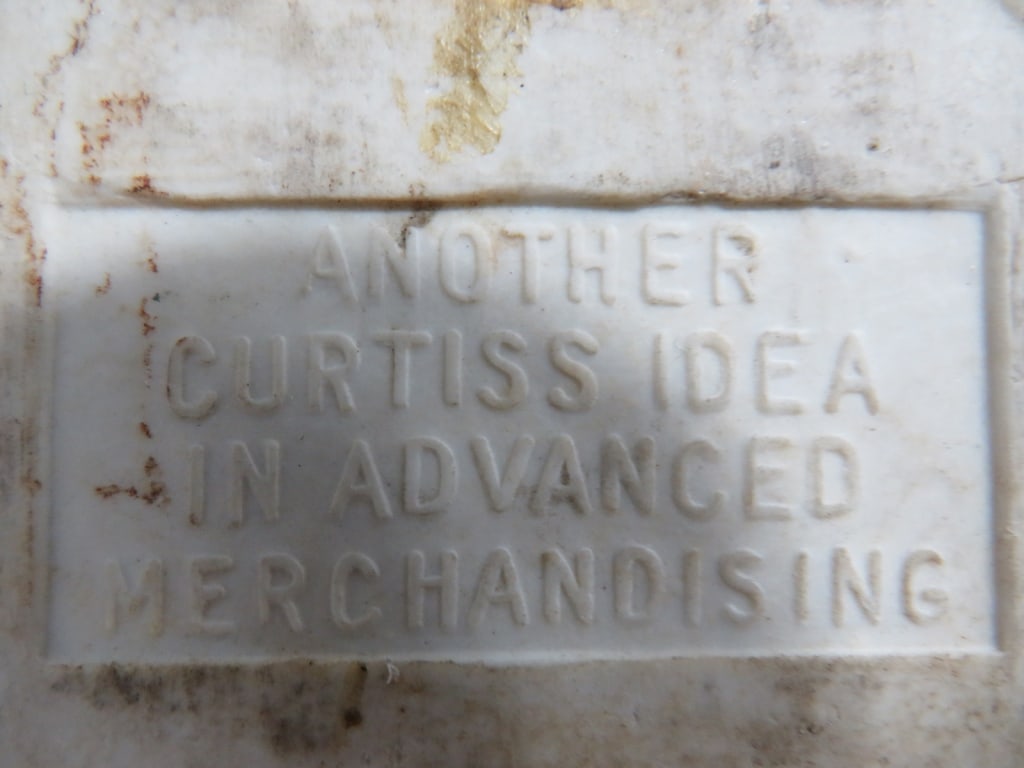 ANOTHER
CURTISS IDEA
IN ADVANCED
MERCHANDISING